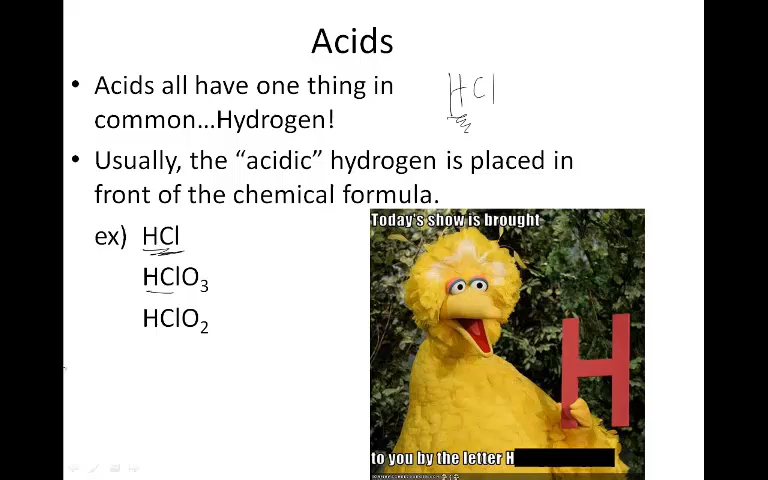 Acids
• Acids all have one thing in
common...Hydrogen!
HCl
• Usually, the “acidic” hydrogen is placed in
front of the chemical formula.
ex) HCl
HClO₃
HClO₂
Today's show is brought
H
to you by the letter H